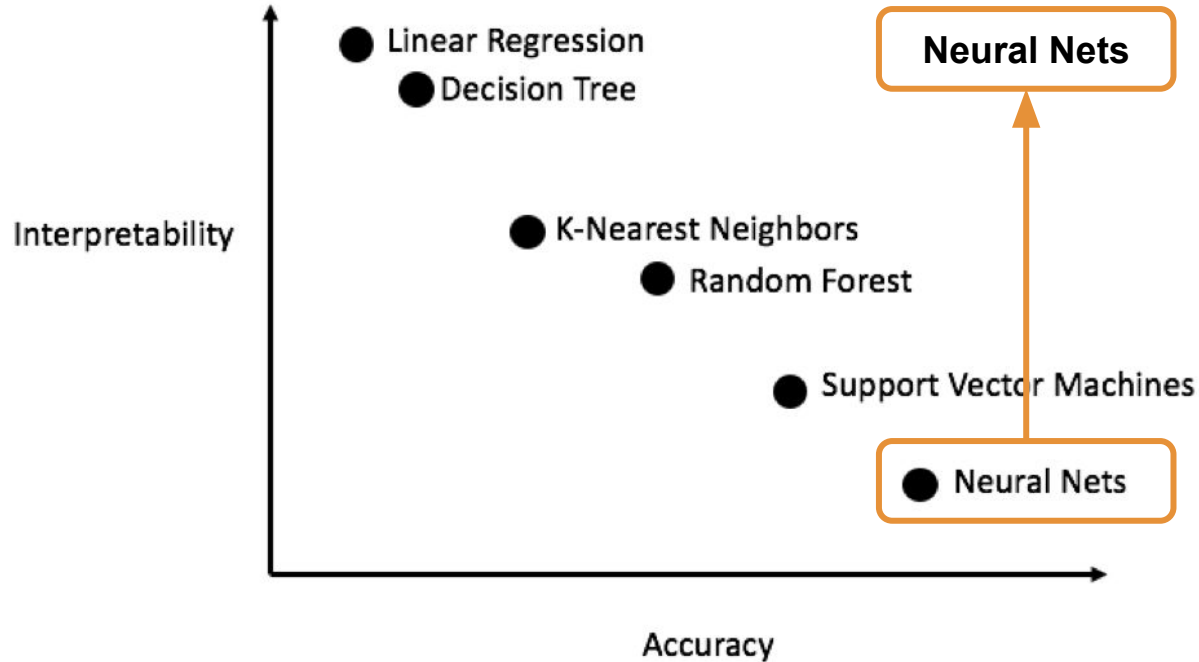 Linear Regression
Neural Nets
Decision Tree
Interpretability
K-Nearest Neighbors
Random Forest
Support Vector Machines
Neural Nets
Accuracy